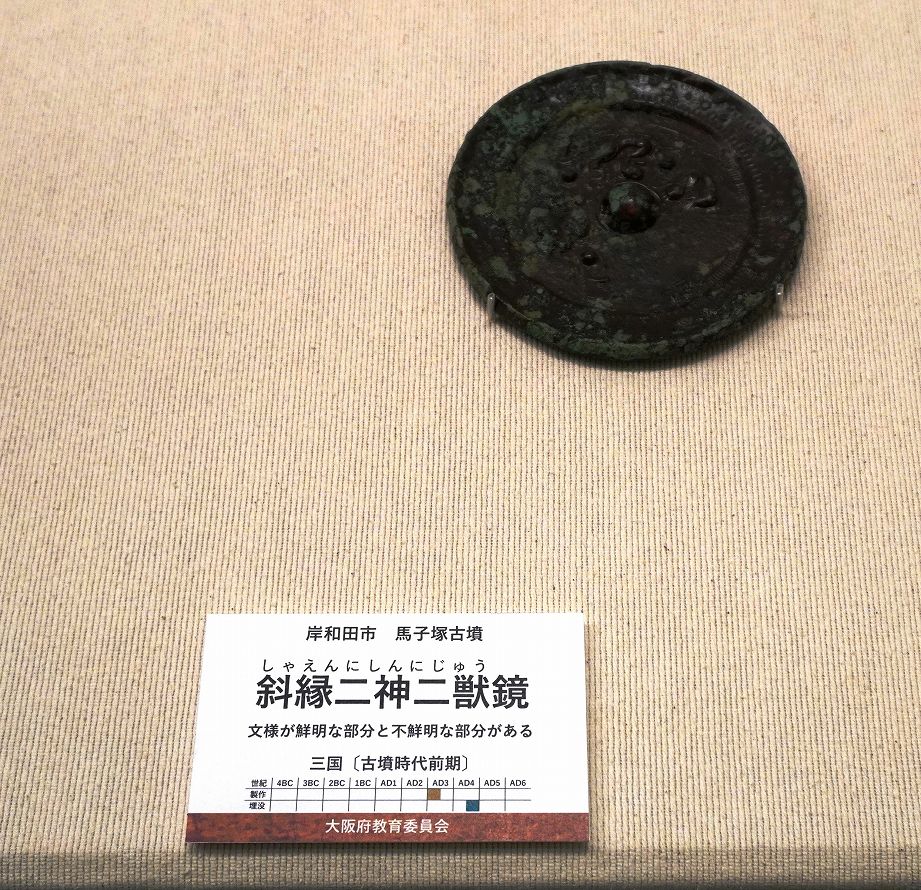 岸和田市　馬子塚古墳
しゃえんにしんにじゅう
斜縁二神二獣鏡
文様が鮮明な部分と不鮮明な部分がある
三国〔古墳時代前期〕
世紀 4BC 3BC 2BC 1BC AD1 AD2 AD3 AD4 AD5 AD6
製作
埋没
大阪府教育委員会